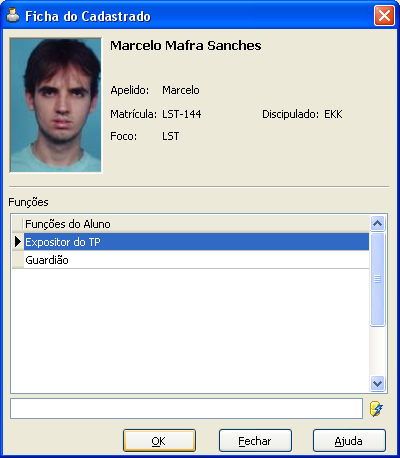 Ficha do Cadastrado
Marcelo Mafra Sanches
Apelido: Marcelo
Matrícula: LST-144 Discipulado: EKK
Foco: LST
Funções
Funções do Aluno
Expositor do TP
Guardião
OK Fechar Ajuda